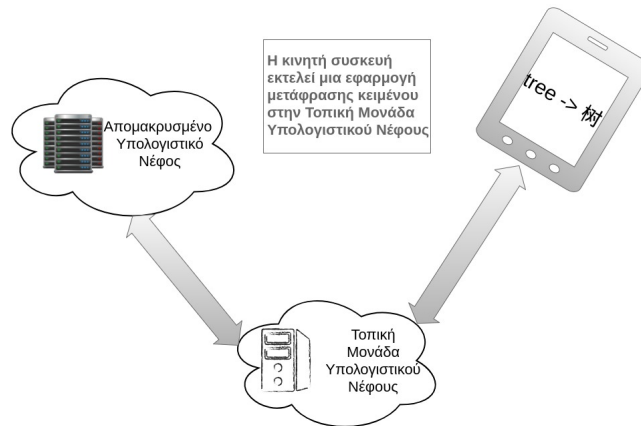 Η κινητή συσκευή
εκτελεί μια εφαρμογή
μετάφρασης κειμένου
στην Τοπική Μονάδα
Υπολογιστικού Νέφους
tree -> 树
Απομακρυσμένο
Υπολογιστικό
Νέφος
Τοπική
Μονάδα
Υπολογιστικού
Νέφους